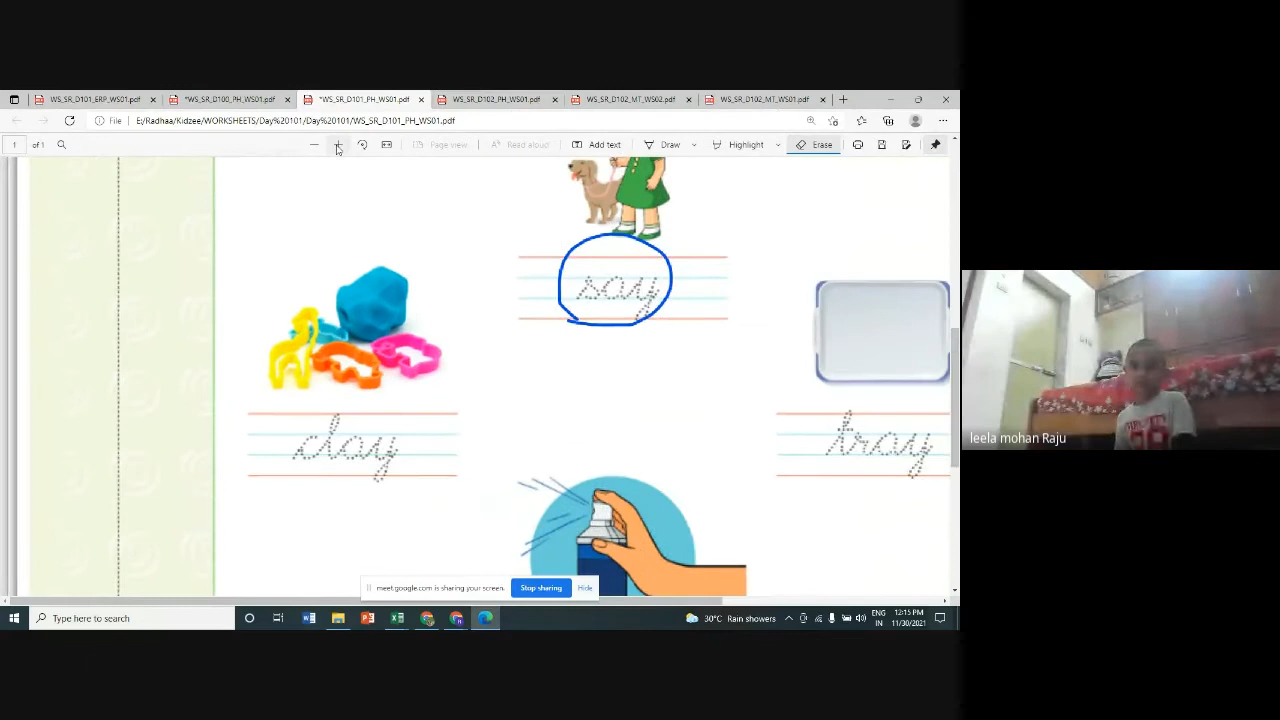 WS_SR_D101_ERP_WS01.pdf
*WS_SR_D100_PH_WS01.pdf
*WS_SR_D101_PH_WS01.pdf
WS_SR_D102_PH_WS01.pdf
WS_SR_D102_MT_WS02.pdf
WS_SR_D102_MT_WS01.pdf
File
E:/Radhaa/Kidzee/WORKSHEETS/Day%20101/Day%20101/WS_SR_D101_PH_WS01.pdf
1 of 1
Page view
Read aloud
Add text
Draw
Highlight
Erase
say
clay
tray
leela mohan Raju
meet.google.com is sharing your screen.
Stop sharing
Hide
Type here to search
30°C Rain showers
ENG
IN
12:15 PM
11/30/2021